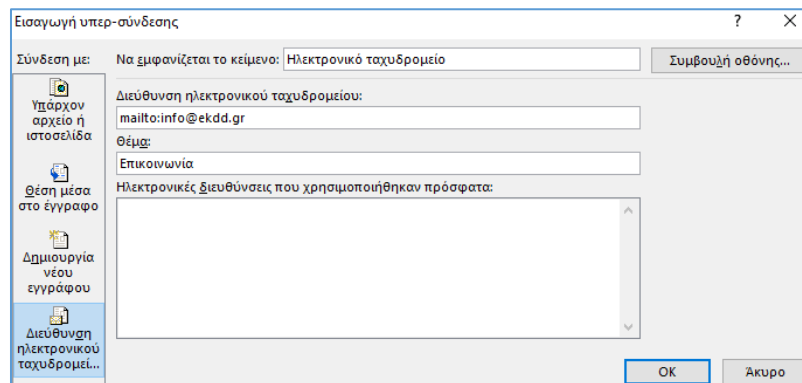 Εισαγωγή υπερ-σύνδεσης ? ✕
Σύνδεση με:
Να εμφανίζεται το κείμενο: Ηλεκτρονικό ταχυδρομείο
Συμβουλή οθόνης...
Υπάρχον
αρχείο ή
ιστοσελίδα
Θέση μέσα
στο έγγραφο
Δημιουργία
νέου
εγγράφου
Διεύθυνση
ηλεκτρονικού
ταχυδρομεί...
Διεύθυνση ηλεκτρονικού ταχυδρομείου:
mailto:info@ekdd.gr
Θέμα:
Επικοινωνία
Ηλεκτρονικές διευθύνσεις που χρησιμοποιήθηκαν πρόσφατα:
OK
Άκυρο